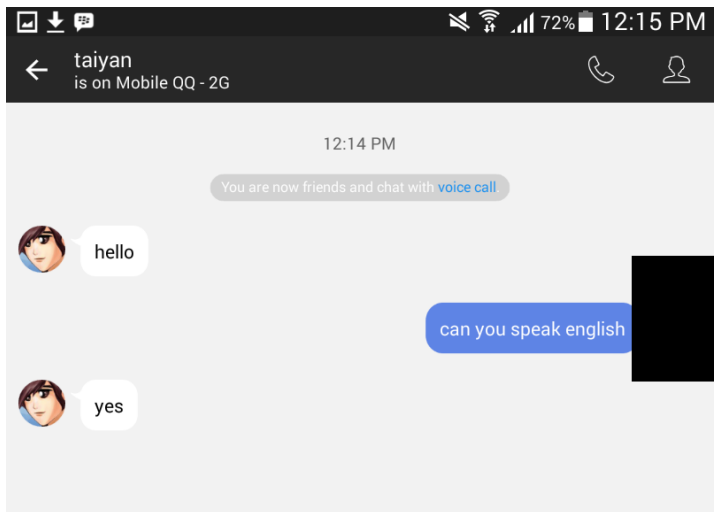 72% 12:15 PM
taiyan
is on Mobile QQ - 2G
12:14 PM
You are now friends and chat with voice call
hello
can you speak english
yes